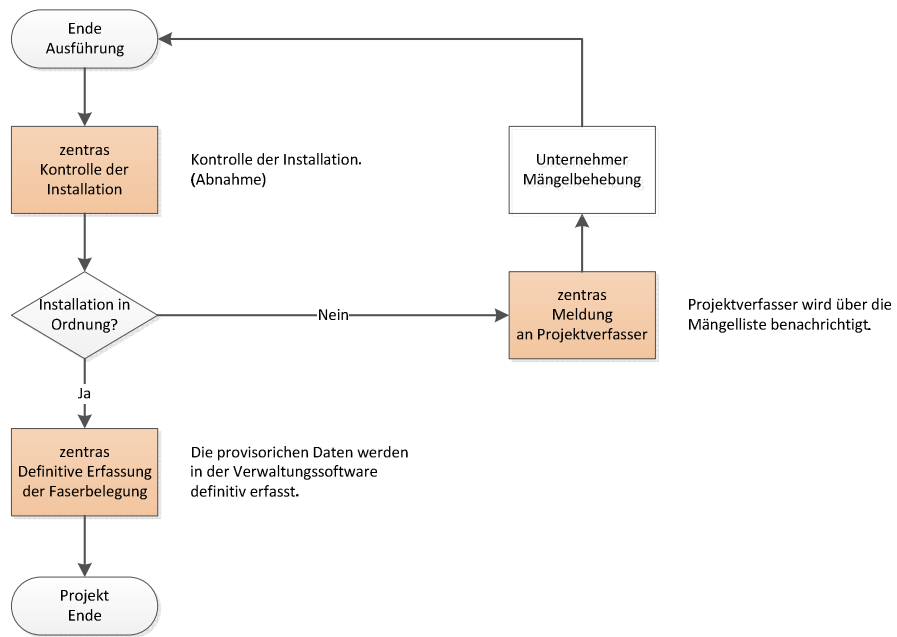 Ende
Ausführung
zentras
Kontrolle der
Installation
Kontrolle der Installation.
(Abnahme)
Unternehmer
Mängelbehebung
Installation in
Ordnung?
Nein
zentras
Meldung
an Projektverfasser
Projektverfasser wird über die
Mängelliste benachrichtigt.
Ja
zentras
Definitive Erfassung
der Faserbelegung
Die provisorichen Daten werden
in der Verwaltungssoftware
definitiv erfasst.
Projekt
Ende